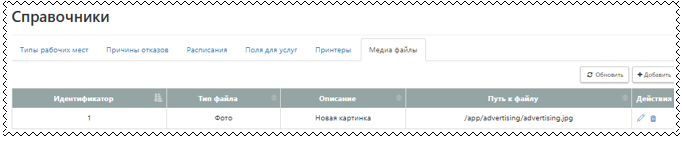 Справочники
Типы рабочих мест Причины отказов Расписания Поля для услуг Принтеры Медиа файлы
Обновить Добавить
Идентификатор Тип файла Описание Путь к файлу Действия
1 Фото Новая картинка /app/advertising/advertising.jpg